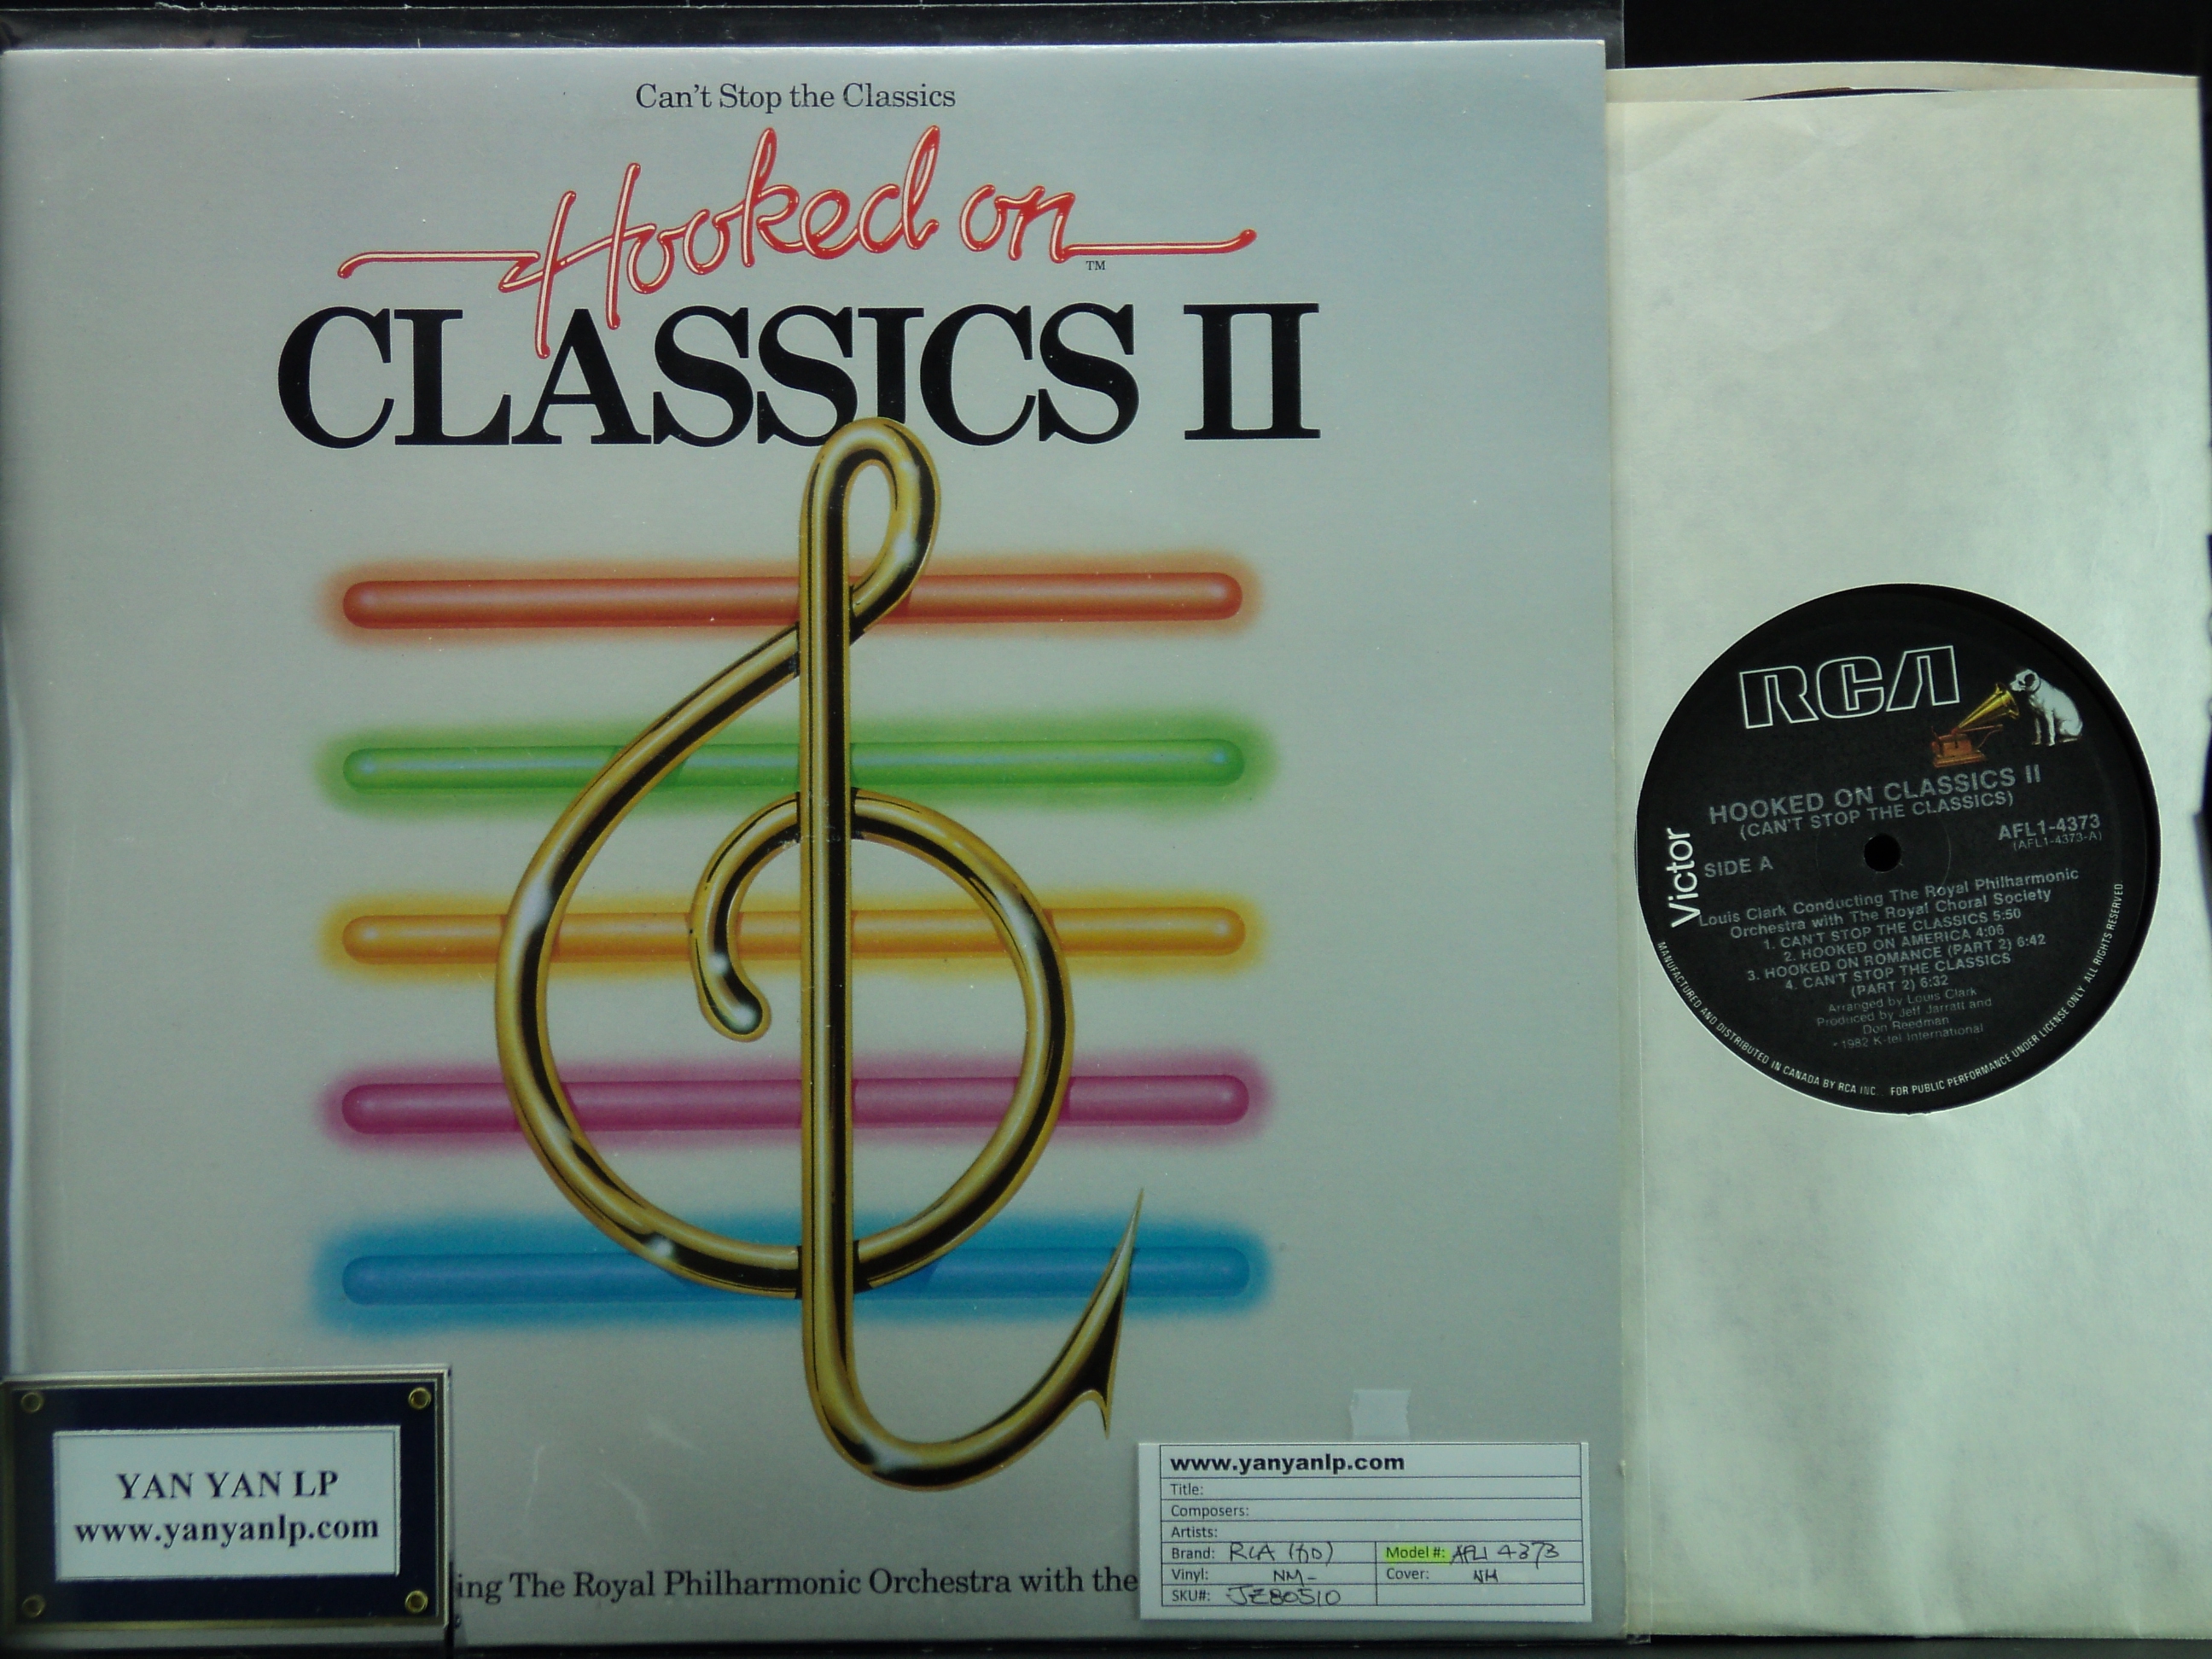 Can't Stop the Classics
Hooked on
TM
CLASSICS II
RCA
HOOKED ON CLASSICS II
(CAN'T STOP THE CLASSICS)
AFL1-4373
(AFL1-4373-A)
Victor
SIDE A
Louis Clark Conducting The Royal Philharmonic
Orchestra with The Royal Choral Society
1. CAN'T STOP THE CLASSICS 5:50
2. HOOKED ON AMERICA 4:06
3. HOOKED ON ROMANCE (PART 2) 6:42
4. CAN'T STOP THE CLASSICS
(PART 2) 6:32
Arranged by Louis Clark
Produced by Jeff Jarratt and
Don Reedman
1982 K-tel International
MANUFACTURED AND DISTRIBUTED IN CANADA BY RCA INC. FOR PUBLIC PERFORMANCE UNDER LICENSE ONLY. ALL RIGHTS RESERVED
YAN YAN LP
www.yanyanlp.com
ing The Royal Philharmonic Orchestra with the
www.yanyanlp.com
Title:
Composers:
Artists:
Brand: RCA Model #: AFL1 4373
Vinyl: NM- Cover: NM
SKU#: JZ80510